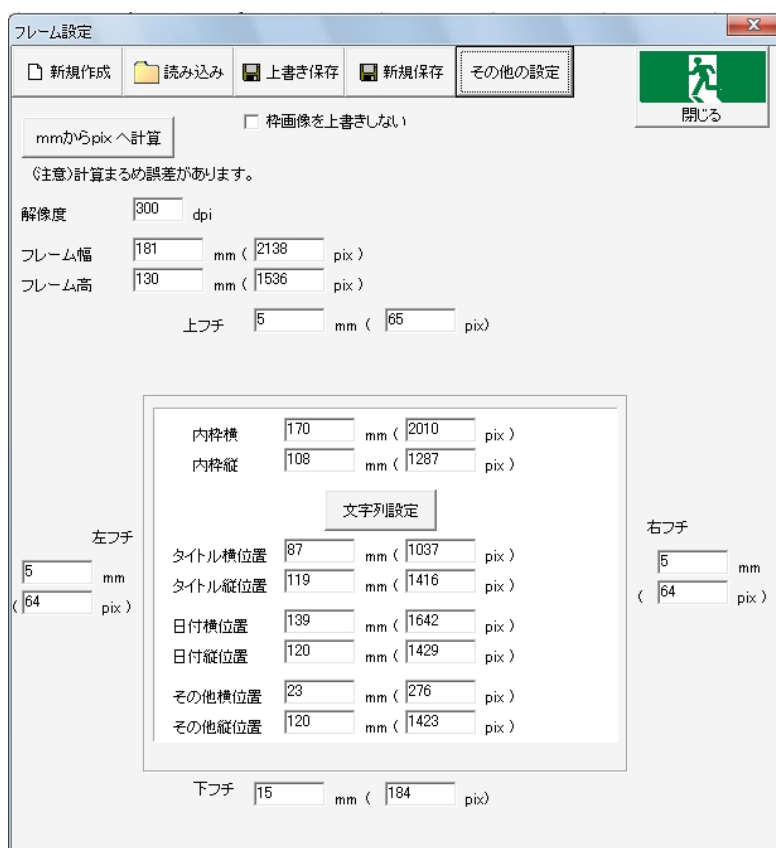 フレーム設定
新規作成 読み込み 上書き保存 新規保存 その他の設定
閉じる
mmからpix へ計算 枠画像を上書きしない
(注意)計算まるめ誤差があります。
解像度 300 dpi
フレーム幅 181 mm ( 2138 pix )
フレーム高 130 mm ( 1536 pix )
上フチ 5 mm ( 65 pix)
内枠横 170 mm ( 2010 pix )
内枠縦 108 mm ( 1287 pix )
文字列設定
左フチ
5 mm
( 64 pix )
タイトル横位置 87 mm ( 1037 pix )
タイトル縦位置 119 mm ( 1416 pix )
日付横位置 139 mm ( 1642 pix )
日付縦位置 120 mm ( 1429 pix )
その他横位置 23 mm ( 276 pix )
その他縦位置 120 mm ( 1423 pix )
右フチ
5 mm
( 64 pix )
下フチ 15 mm ( 184 pix)